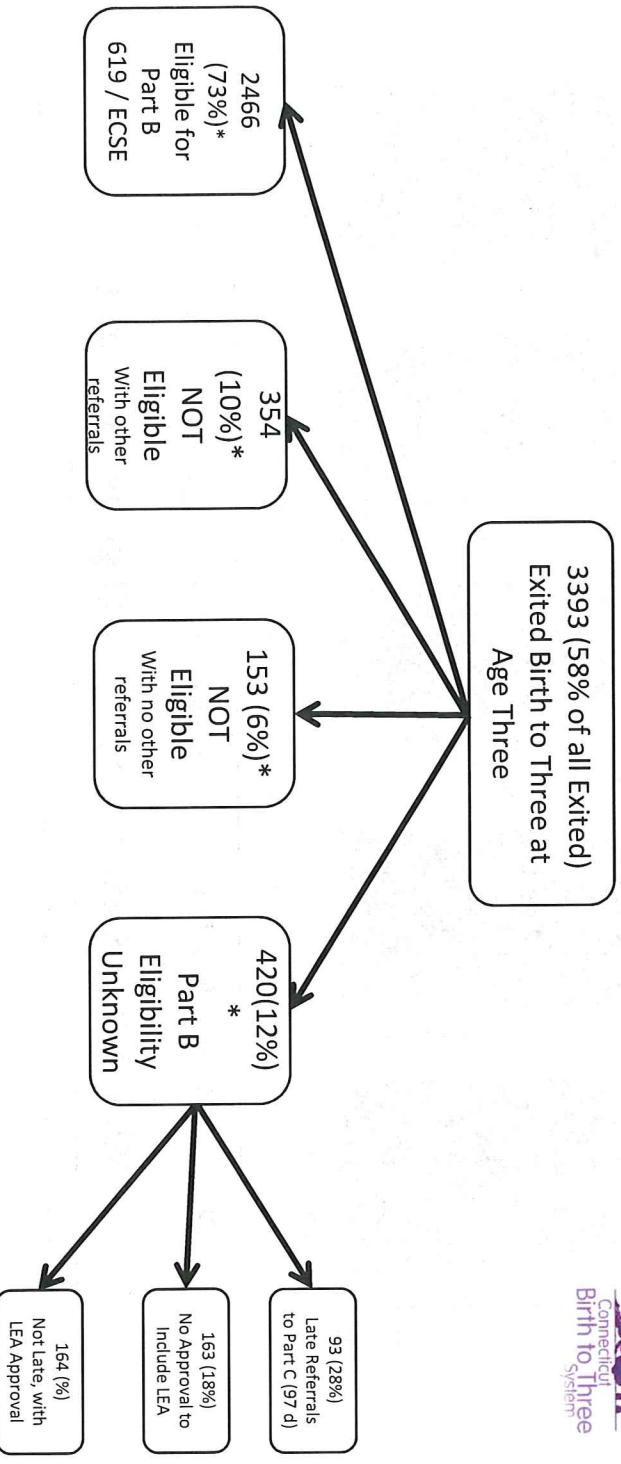 Connecticut
Birth to Three
System
3393 (58% of all Exited)
Exited Birth to Three at
Age Three
2466
(73%)*
Eligible for
Part B
619 / ECSE
354
(10%)*
NOT
Eligible
With other
referrals
153 (6%)*
NOT
Eligible
With no other
referrals
420(12%)
*
Part B
Eligibility
Unknown
93 (28%)
Late Referrals
to Part C (97 d)
163 (18%)
No Approval to
Include LEA
164 (%)
Not Late, with
LEA Approval